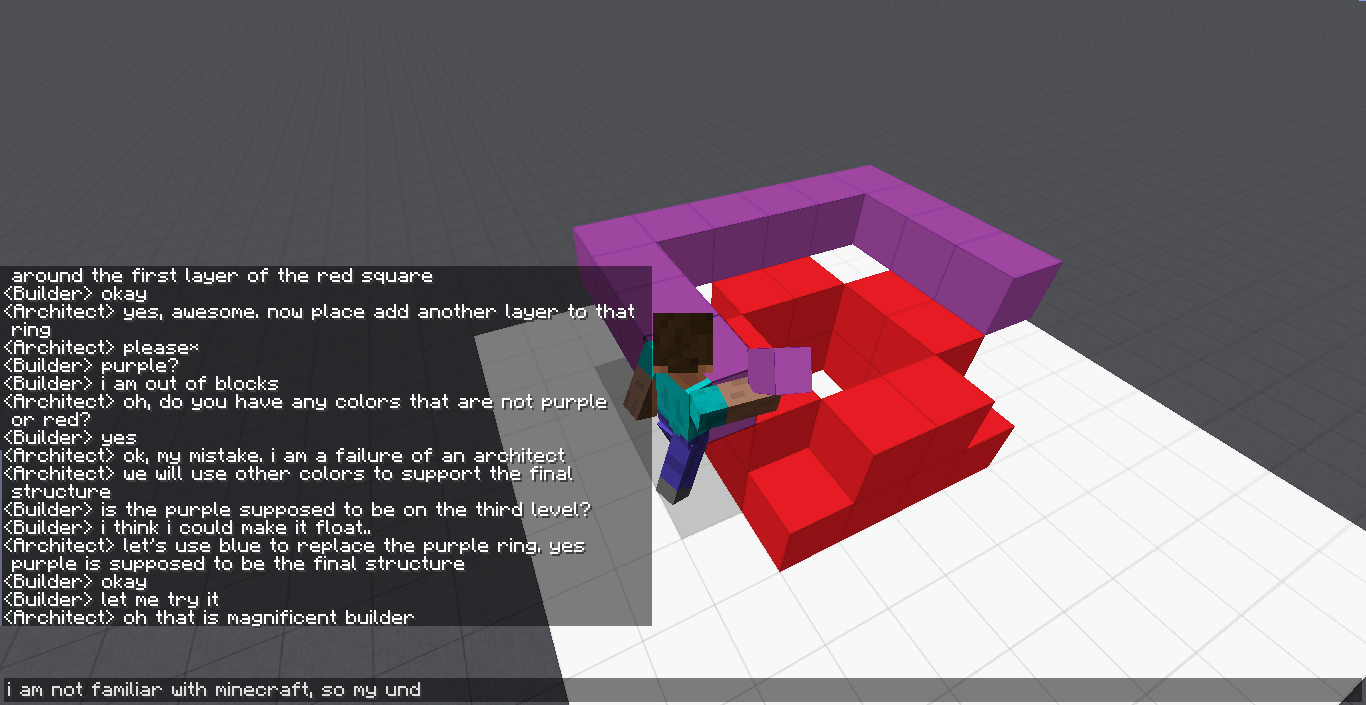 around the first layer of the red square
<Builder> okay
<Architect> yes, awesome. now place add another layer to that
ring
<Architect> please*
<Builder> purple?
<Builder> i am out of blocks
<Architect> oh, do you have any colors that are not purple
or red?
<Builder> yes
<Architect> ok, my mistake. i am a failure of an architect
<Architect> we will use other colors to support the final
structure
<Builder> is the purple supposed to be on the third level?
<Builder> i think i could make it float..
<Architect> let's use blue to replace the purple ring. yes
purple is supposed to be the final structure
<Builder> okay
<Builder> let me try it
<Architect> oh that is magnificent builder
i am not familiar with minecraft, so my und